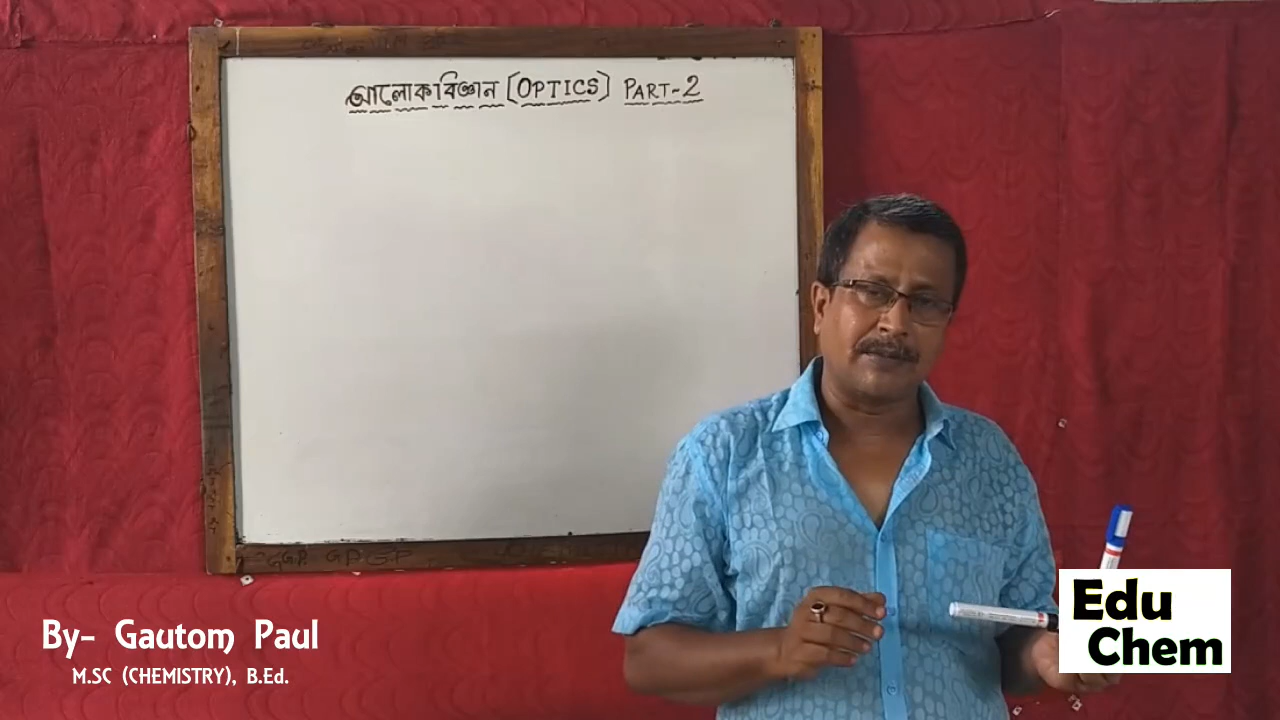 আলোকবিজ্ঞান [OPTICS] PART-2
By- Gautom Paul
M.SC (CHEMISTRY), B.Ed.
Edu
Chem